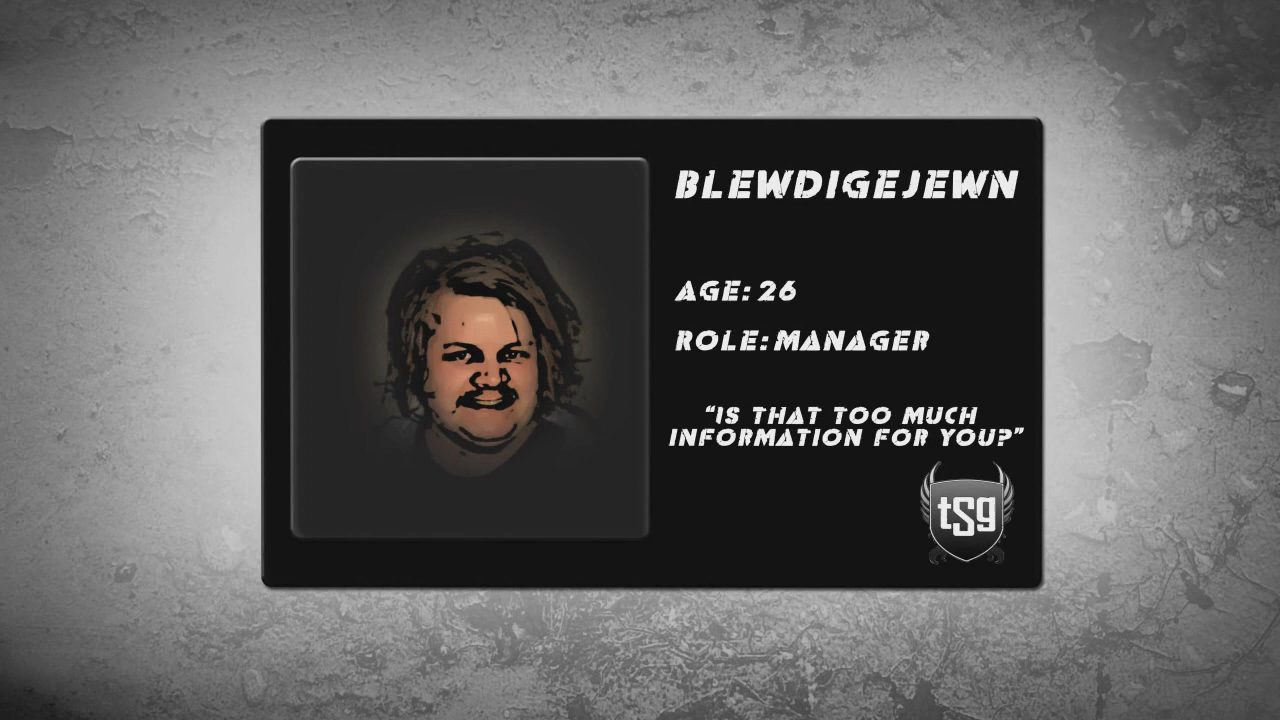 BLEWDIGEJEWN
AGE: 26
ROLE: MANAGER
“IS THAT TOO MUCH
INFORMATION FOR YOU?”
tSg